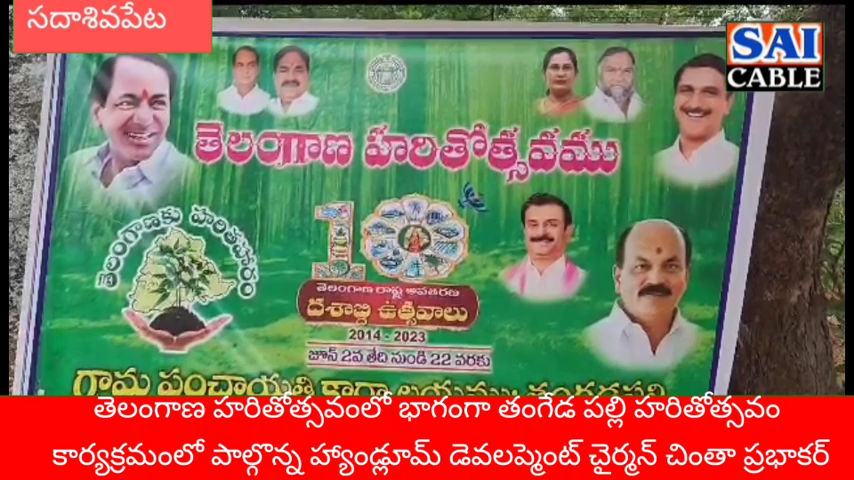 సదాశివపేట
SAI
CABLE
తెలంగాణ హరితోత్సవము
తెలంగాణకు హరితహారం
10
తెలంగాణ రాష్ట్ర అవతరణ
దశాబ్ది ఉత్సవాలు
2014 - 2023
జూన్ 2వ తేది నుండి 22 వరకు
గ్రామ పంచాయతి కార్యాలయము
తెలంగాణ హరితోత్సవంలో భాగంగా తంగేడ పల్లి హరితోత్సవం
కార్యక్రమంలో పాల్గొన్న హ్యాండ్లూమ్ డెవలప్మెంట్ చైర్మన్ చింతా ప్రభాకర్